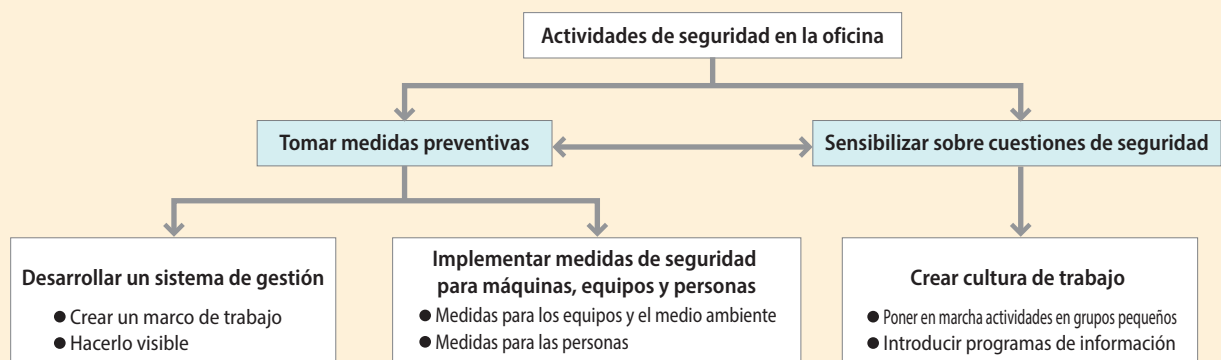 Actividades de seguridad en la oficina
Tomar medidas preventivas
Sensibilizar sobre cuestiones de seguridad
Desarrollar un sistema de gestión
● Crear un marco de trabajo
● Hacerlo visible
Implementar medidas de seguridad
para máquinas, equipos y personas
● Medidas para los equipos y el medio ambiente
● Medidas para las personas
Crear cultura de trabajo
● Poner en marcha actividades en grupos pequeños
● Introducir programas de información